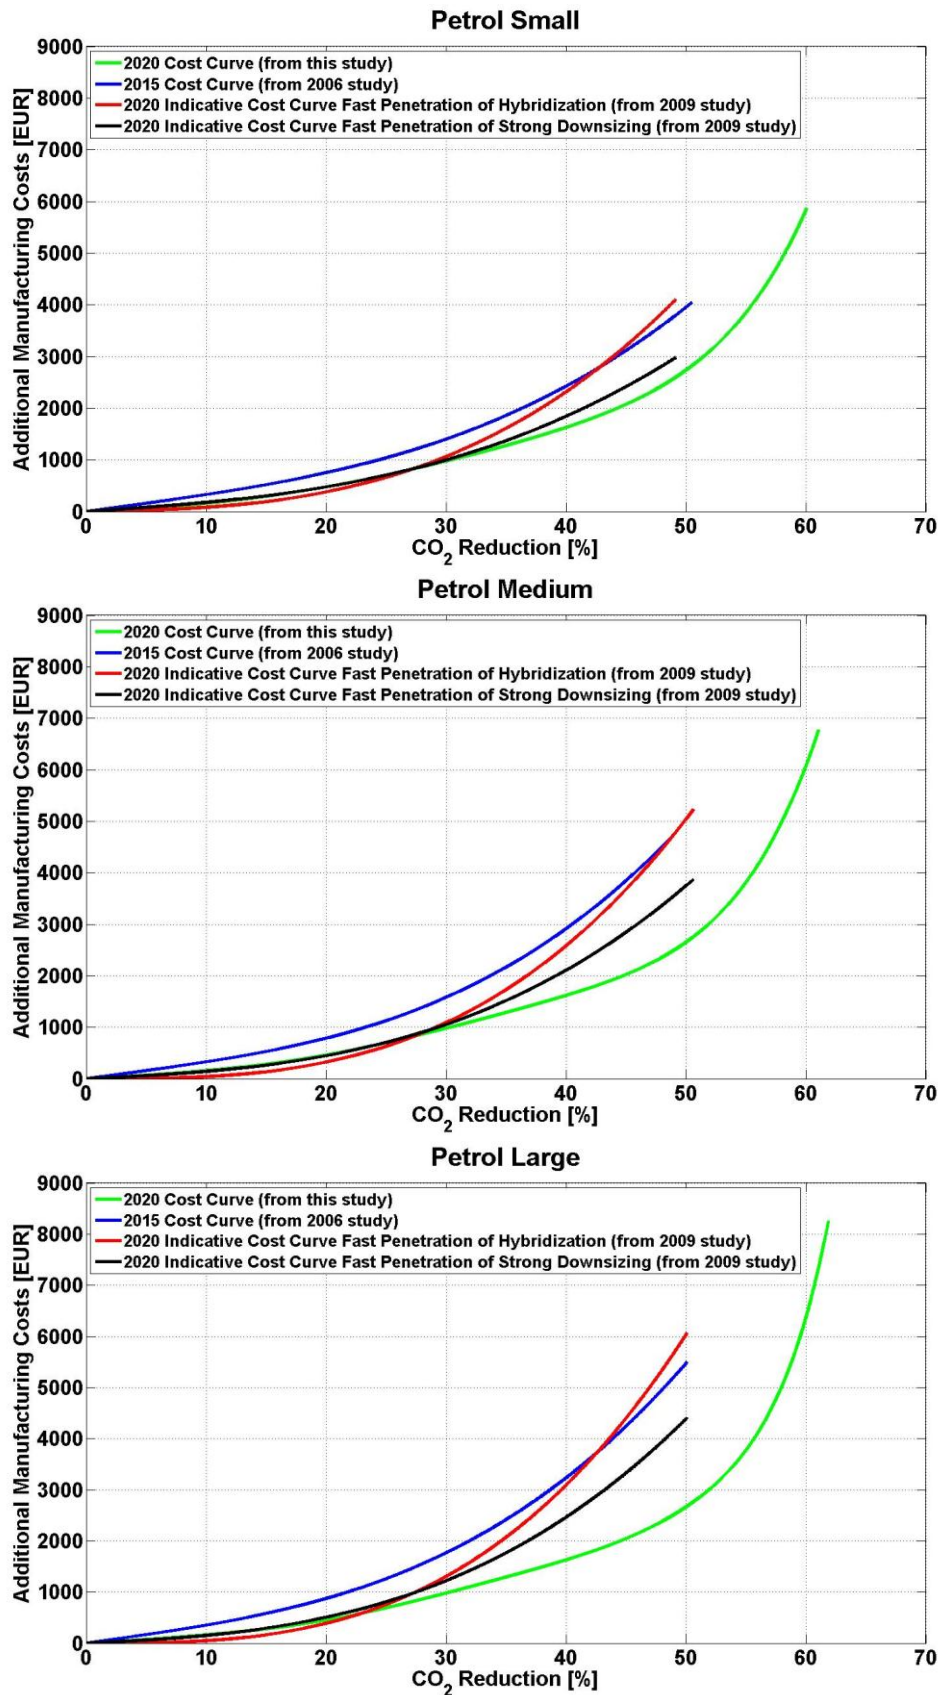 Petrol Small
9000
8000
7000
6000
5000
4000
3000
2000
1000
0
Additional Manufacturing Costs [EUR]
2020 Cost Curve (from this study)
2015 Cost Curve (from 2006 study)
2020 Indicative Cost Curve Fast Penetration of Hybridization (from 2009 study)
2020 Indicative Cost Curve Fast Penetration of Strong Downsizing (from 2009 study)
0 10 20 30 40 50 60 70
CO2 Reduction [%]
Petrol Medium
9000
8000
7000
6000
5000
4000
3000
2000
1000
0
Additional Manufacturing Costs [EUR]
2020 Cost Curve (from this study)
2015 Cost Curve (from 2006 study)
2020 Indicative Cost Curve Fast Penetration of Hybridization (from 2009 study)
2020 Indicative Cost Curve Fast Penetration of Strong Downsizing (from 2009 study)
0 10 20 30 40 50 60 70
CO2 Reduction [%]
Petrol Large
9000
8000
7000
6000
5000
4000
3000
2000
1000
0
Additional Manufacturing Costs [EUR]
2020 Cost Curve (from this study)
2015 Cost Curve (from 2006 study)
2020 Indicative Cost Curve Fast Penetration of Hybridization (from 2009 study)
2020 Indicative Cost Curve Fast Penetration of Strong Downsizing (from 2009 study)
0 10 20 30 40 50 60 70
CO2 Reduction [%]